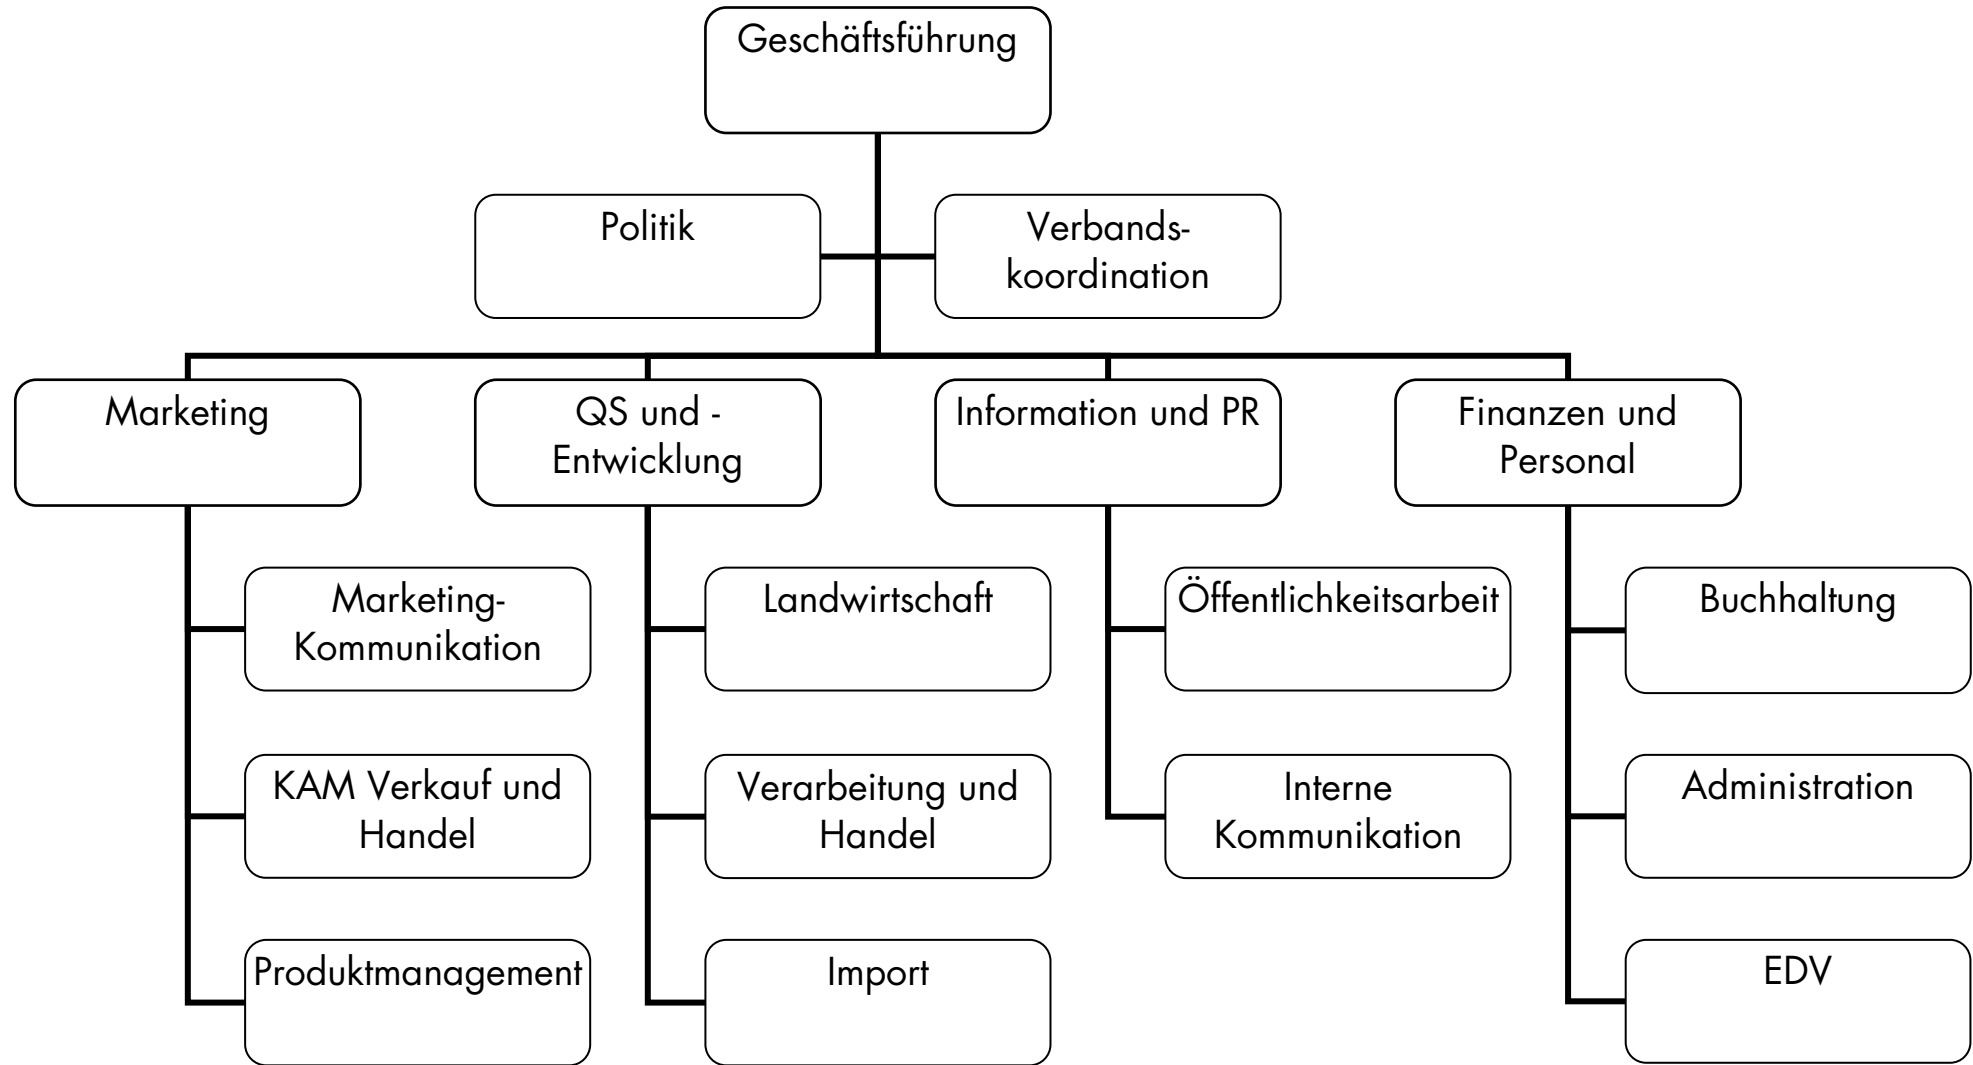 Geschäftsführung
Politik
Verbands-
koordination
Marketing
QS und -
Entwicklung
Information und PR
Finanzen und
Personal
Marketing-
Kommunikation
Landwirtschaft
Öffentlichkeitsarbeit
Buchhaltung
KAM Verkauf und
Handel
Verarbeitung und
Handel
Interne
Kommunikation
Administration
Produktmanagement
Import
EDV